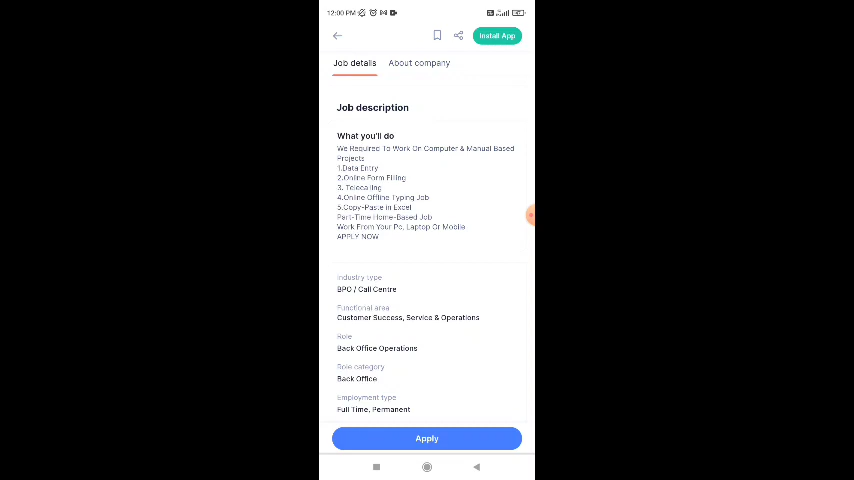 12:00 PM
Install App
Job details
About company
Job description
What you'll do
We Required To Work On Computer & Manual Based
Projects
1.Data Entry
2.Online Form Filling
3. Telecalling
4.Online Offline Typing Job
5.Copy-Paste in Excel
Part-Time Home-Based Job
Work From Your Pc, Laptop Or Mobile
APPLY NOW
Industry type
BPO / Call Centre
Functional area
Customer Success, Service & Operations
Role
Back Office Operations
Role category
Back Office
Employment type
Full Time, Permanent
Apply